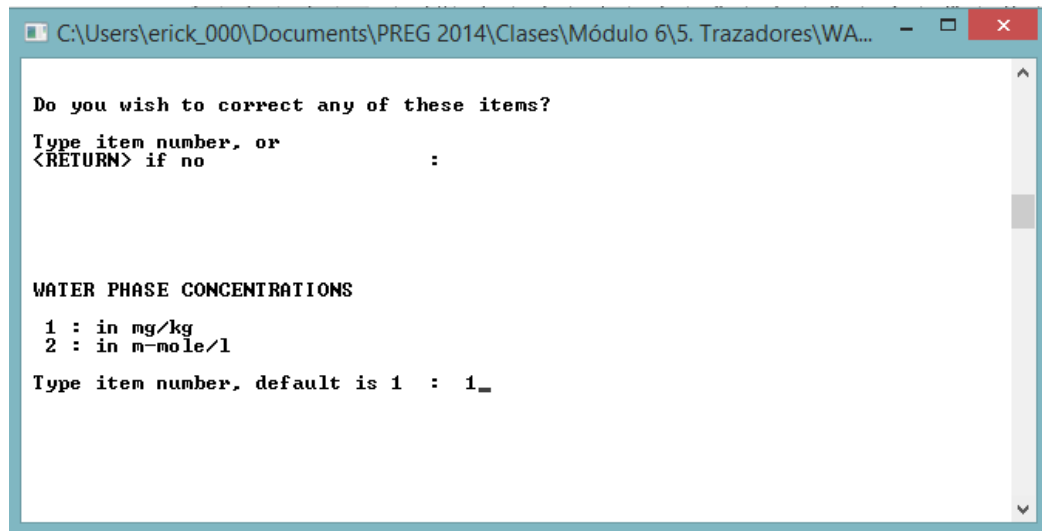 C:\Users\erick_000\Documents\PREG 2014\Clases\Módulo 6\5. Trazadores\WA...
Do you wish to correct any of these items?
Type item number, or
<RETURN> if no :
WATER PHASE CONCENTRATIONS
1 : in mg/kg
2 : in m-mole/l
Type item number, default is 1 : 1_